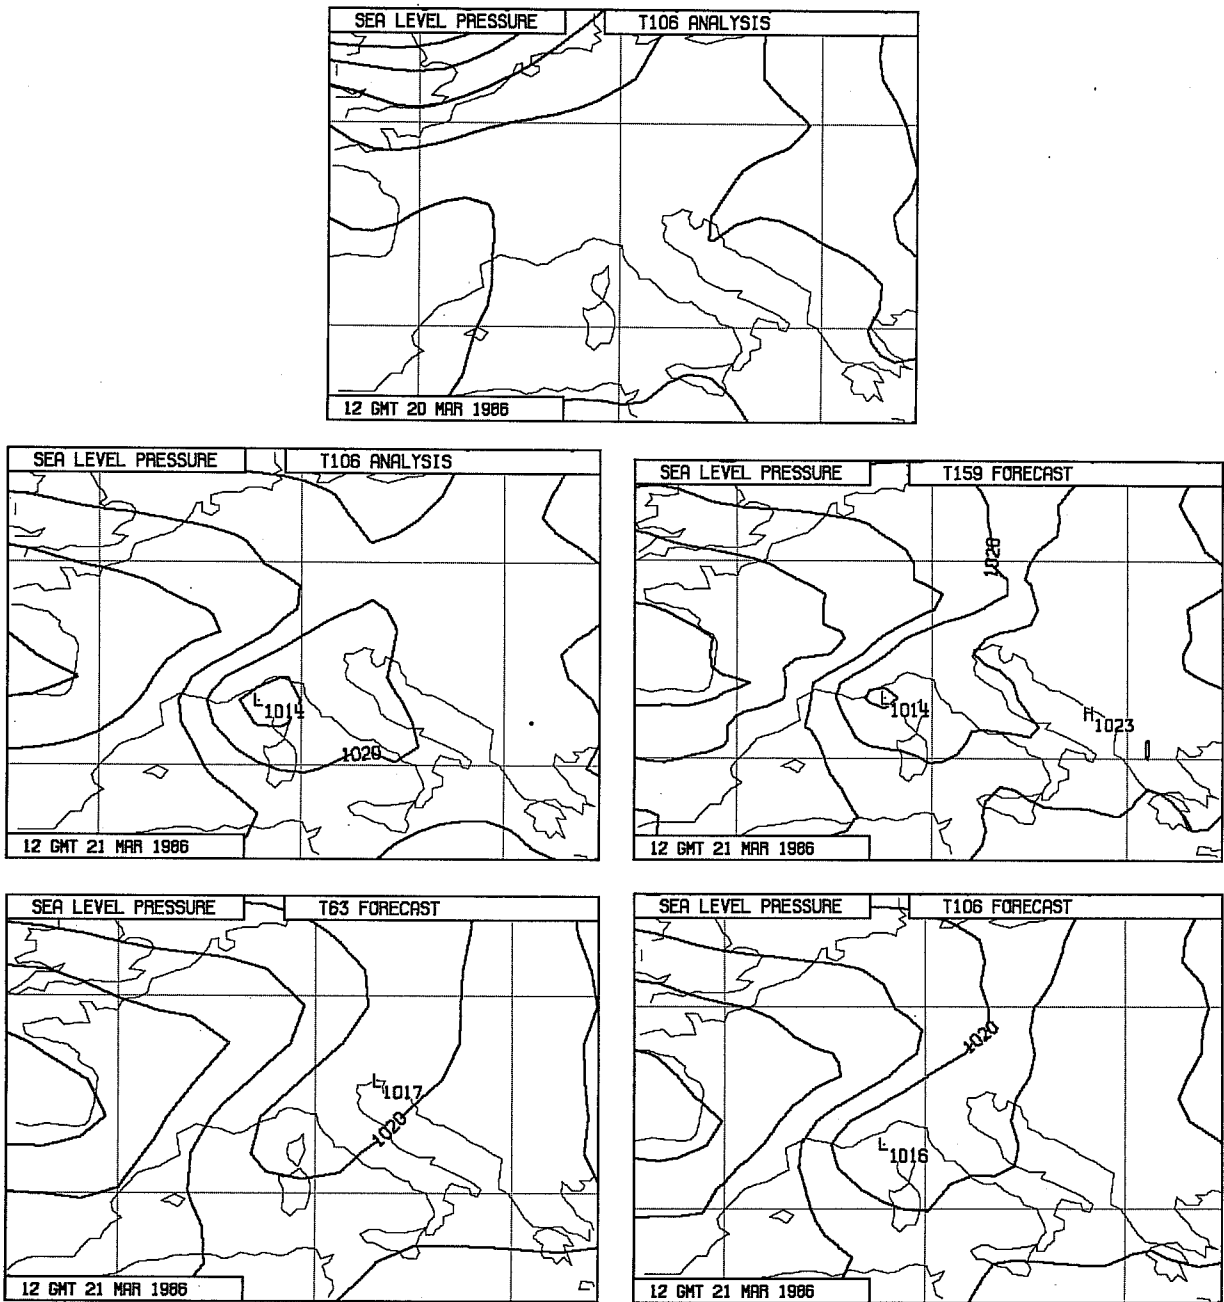 SEA LEVEL PRESSURE
T106 ANALYSIS
12 GMT 20 MAR 1986
SEA LEVEL PRESSURE
T106 ANALYSIS
L
1014
1020
12 GMT 21 MAR 1986
SEA LEVEL PRESSURE
T159 FORECAST
1020
L
1014
H
1023
12 GMT 21 MAR 1986
SEA LEVEL PRESSURE
T63 FORECAST
L
1017
1020
12 GMT 21 MAR 1986
SEA LEVEL PRESSURE
T106 FORECAST
1020
L
1016
12 GMT 21 MAR 1986